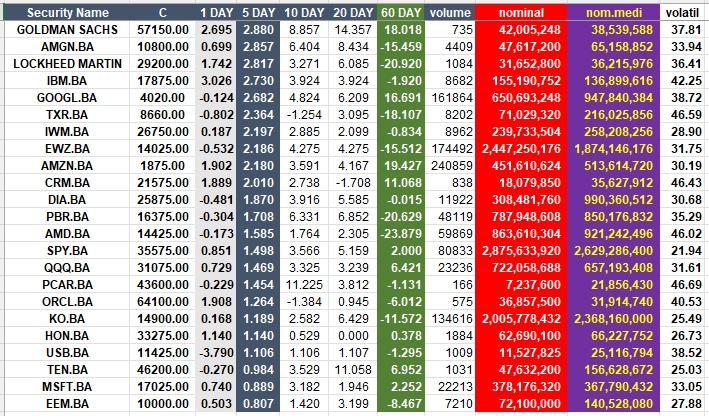 Security Name C 1 DAY 5 DAY 10 DAY 20 DAY 60 DAY volume nominal nom.medi volatil
GOLDMAN SACHS 57150.00 2.695 2.880 8.857 14.357 18.018 735 42,005,248 38,539,588 37.81
AMGN.BA 10800.00 0.699 2.857 6.404 8.434 -15.459 4409 47,617,200 65,158,852 33.94
LOCKHEED MARTIN 29200.00 1.742 2.817 3.271 6.085 -20.920 1084 31,652,800 36,215,976 36.41
IBM.BA 17875.00 3.026 2.730 3.924 3.924 -1.920 8682 155,190,752 136,899,616 42.25
GOOGL.BA 4020.00 -0.124 2.682 4.824 6.209 16.691 161864 650,693,248 947,840,384 38.72
TXR.BA 8660.00 -0.802 2.364 -1.254 3.095 -18.107 8202 71,029,320 216,025,856 46.59
IWM.BA 26750.00 0.187 2.197 2.885 2.099 -0.834 8962 239,733,504 258,208,256 28.90
EWZ.BA 14025.00 -0.532 2.186 4.275 4.275 -15.512 174492 2,447,250,176 1,874,146,176 31.75
AMZN.BA 1875.00 1.902 2.180 3.591 4.167 19.427 240859 451,610,624 513,614,720 30.19
CRM.BA 21575.00 1.889 2.010 2.738 -1.708 11.068 838 18,079,850 35,627,912 46.43
DIA.BA 25875.00 -0.481 1.870 3.916 5.585 -0.015 11922 308,481,760 990,360,512 30.68
PBR.BA 16375.00 -0.304 1.708 6.331 6.852 -20.629 48119 787,948,608 850,176,832 35.29
AMD.BA 14425.00 -0.173 1.585 1.764 2.305 -23.879 59869 863,610,304 921,242,496 46.02
SPY.BA 35575.00 0.851 1.498 3.566 5.159 2.000 80833 2,875,633,920 2,629,286,400 21.94
QQQ.BA 31075.00 0.729 1.469 3.325 3.239 6.421 23236 722,058,688 657,193,408 31.61
PCAR.BA 43600.00 -0.229 1.454 11.225 3.812 -1.131 166 7,237,600 21,856,430 46.69
ORCL.BA 64100.00 1.908 1.264 -1.384 0.945 -6.012 575 36,857,500 31,914,740 40.53
KO.BA 14900.00 0.168 1.189 2.582 6.429 -11.572 134616 2,005,778,432 2,368,160,000 25.49
HON.BA 33275.00 1.140 1.140 0.529 0.000 0.378 1884 62,690,100 66,227,752 26.73
USB.BA 11425.00 -3.790 1.106 1.106 1.107 -1.295 1009 11,527,825 25,116,794 38.52
TEN.BA 46200.00 -0.270 0.984 3.529 11.058 6.952 1031 47,632,200 156,628,672 25.03
MSFT.BA 17025.00 0.740 0.889 3.182 1.946 2.252 22213 378,176,320 367,790,432 33.05
EEM.BA 10000.00 0.503 0.807 1.420 3.199 -8.467 7210 72,100,000 140,528,080 27.88